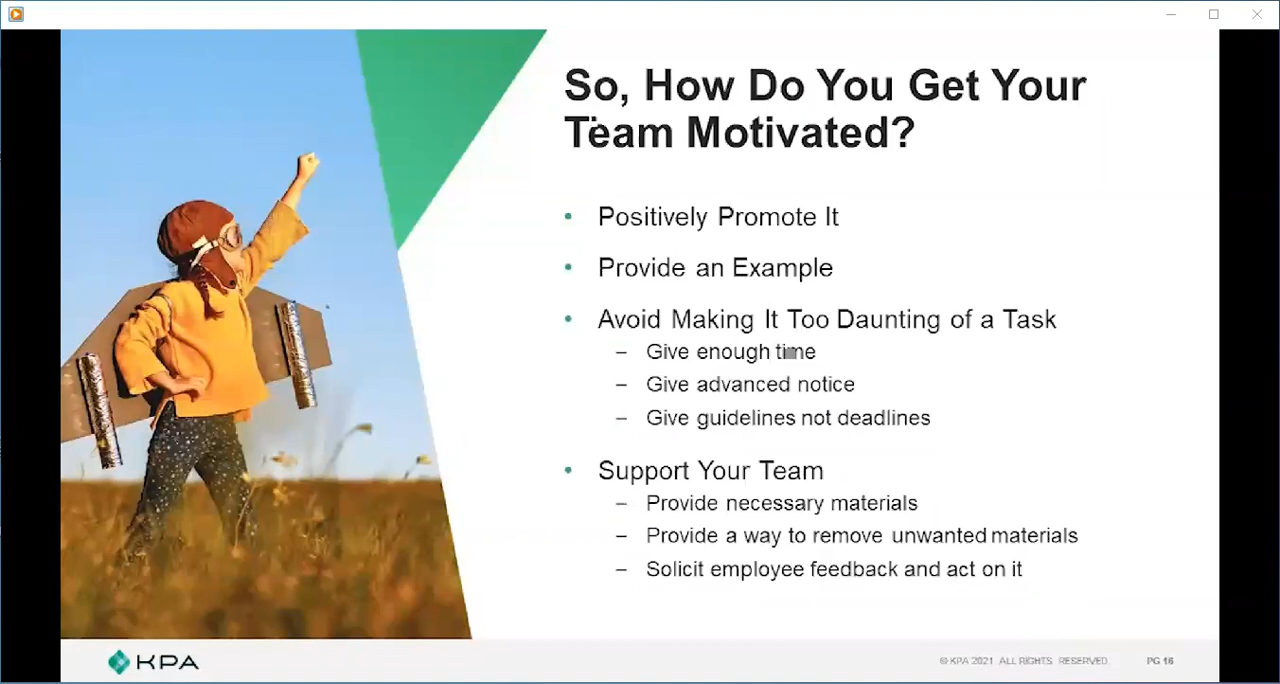 So, How Do You Get Your
Team Motivated?
• Positively Promote It
• Provide an Example
• Avoid Making It Too Daunting of a Task
– Give enough time
– Give advanced notice
– Give guidelines not deadlines
• Support Your Team
– Provide necessary materials
– Provide a way to remove unwanted materials
– Solicit employee feedback and act on it
KPA
© KPA 2021 ALL RIGHTS RESERVED.
PG 16